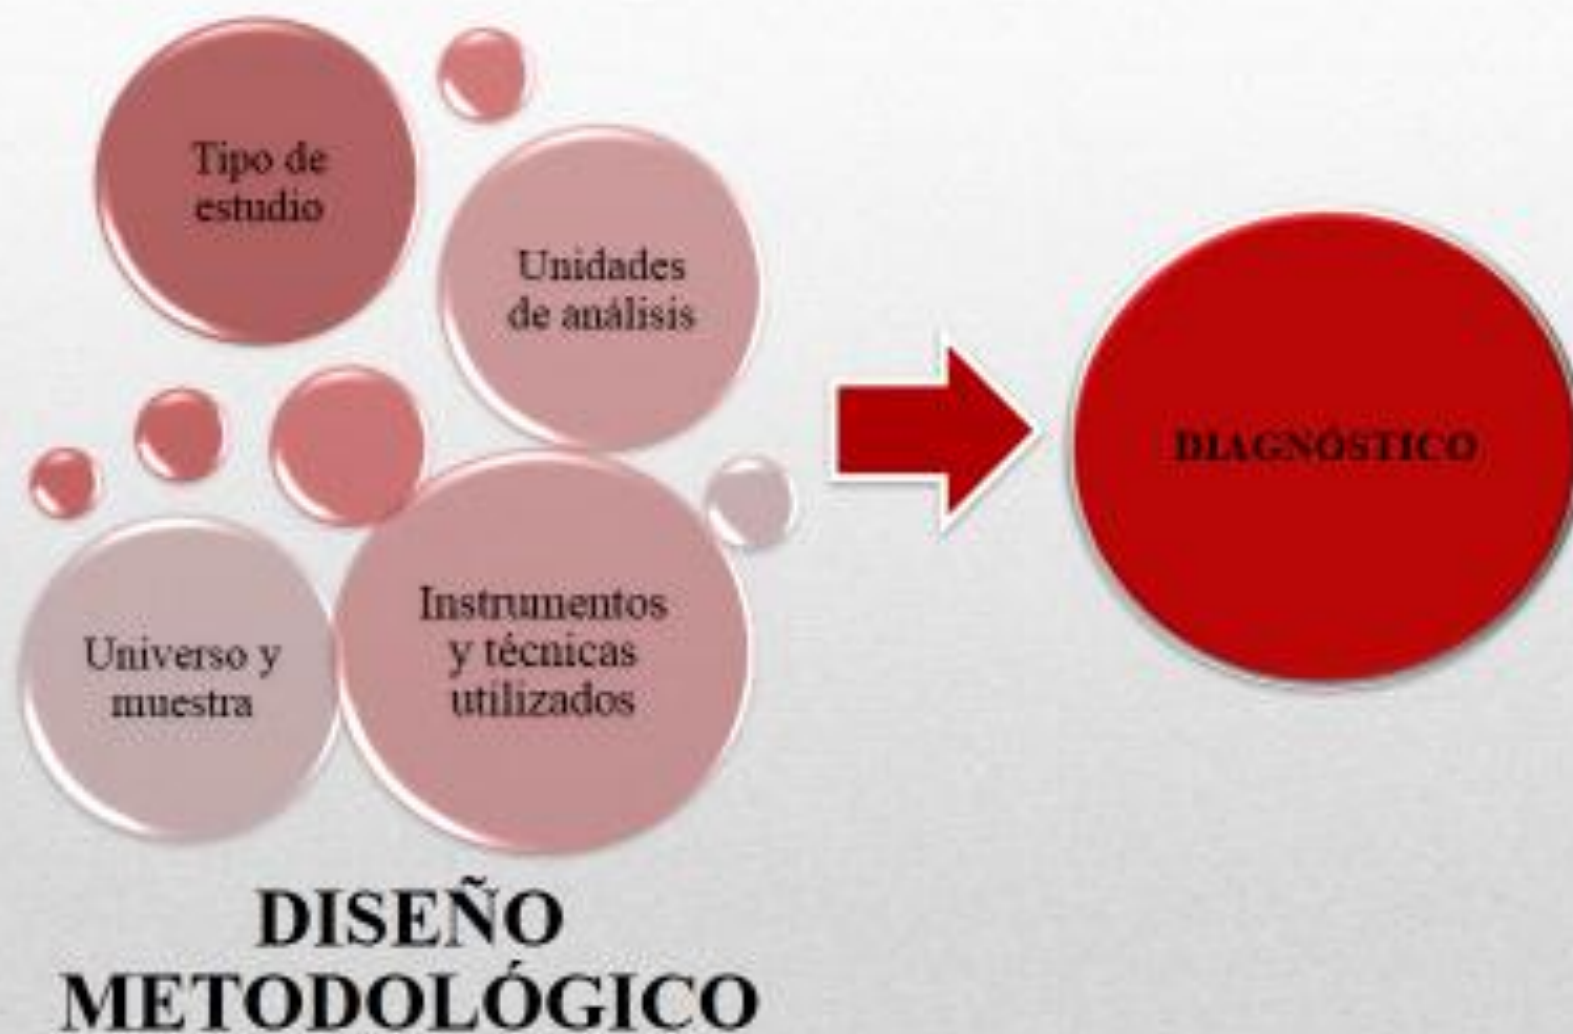 Tipo de
estudio
Unidades
de análisis
Universo y
muestra
Instrumentos
y técnicas
utilizados
DIAGNÓSTICO
DISEÑO
METODOLÓGICO